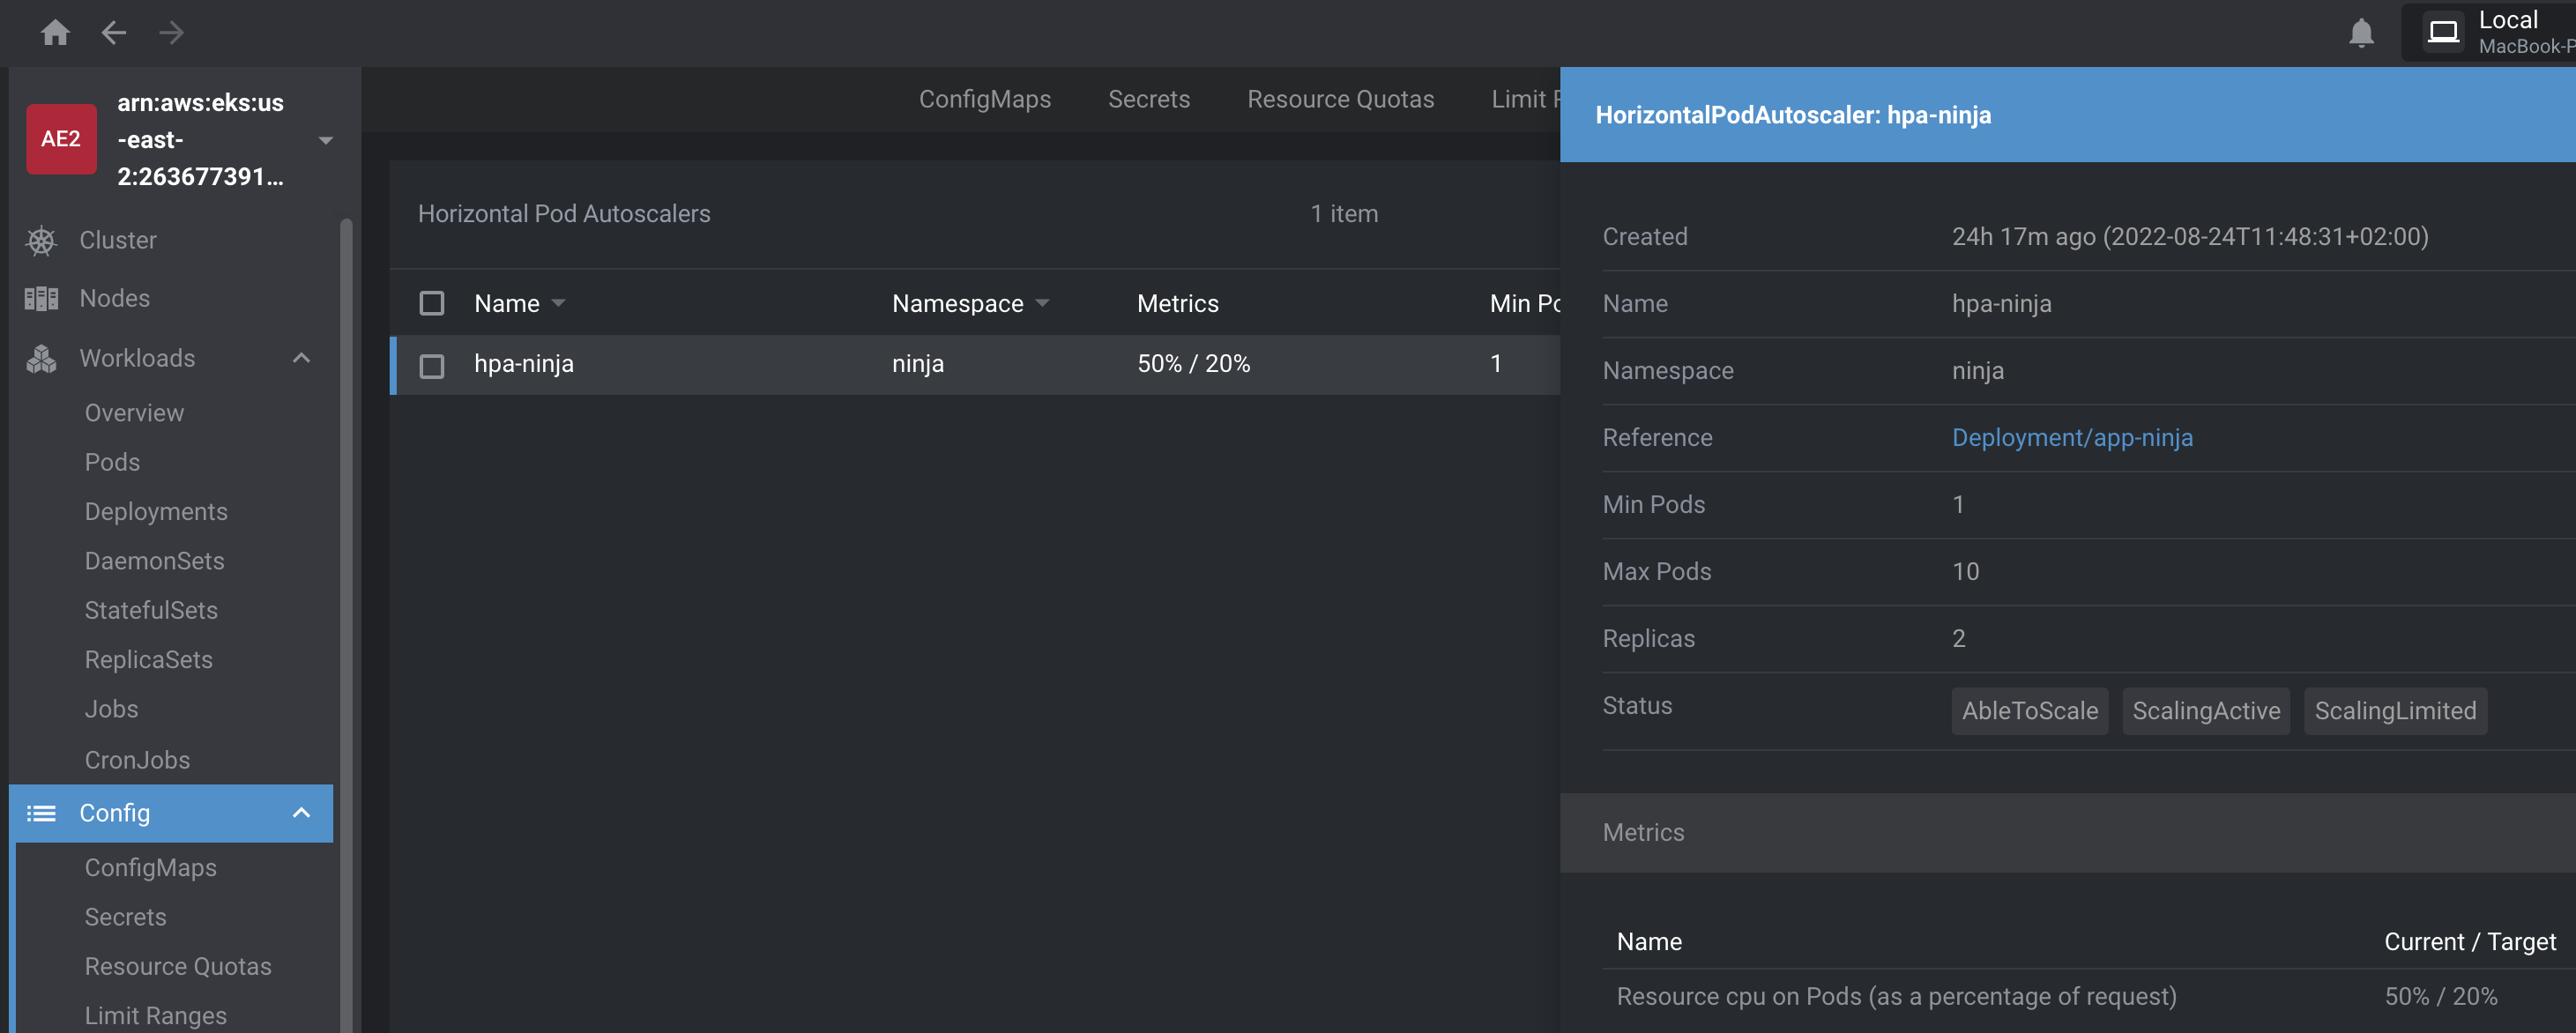 Local
MacBook-P
AE2
arn:aws:eks:us
-east-
2:263677391...
Cluster
Nodes
Workloads
Overview
Pods
Deployments
DaemonSets
StatefulSets
ReplicaSets
Jobs
CronJobs
Config
ConfigMaps
Secrets
Resource Quotas
Limit Ranges
ConfigMaps Secrets Resource Quotas Limit
Horizontal Pod Autoscalers 1 item
Name Namespace Metrics Min Po
hpa-ninja ninja 50% / 20% 1
HorizontalPodAutoscaler: hpa-ninja
Created 24h 17m ago (2022-08-24T11:48:31+02:00)
Name hpa-ninja
Namespace ninja
Reference Deployment/app-ninja
Min Pods 1
Max Pods 10
Replicas 2
Status AbleToScale ScalingActive ScalingLimited
Metrics
Name Current / Target
Resource cpu on Pods (as a percentage of request) 50% / 20%